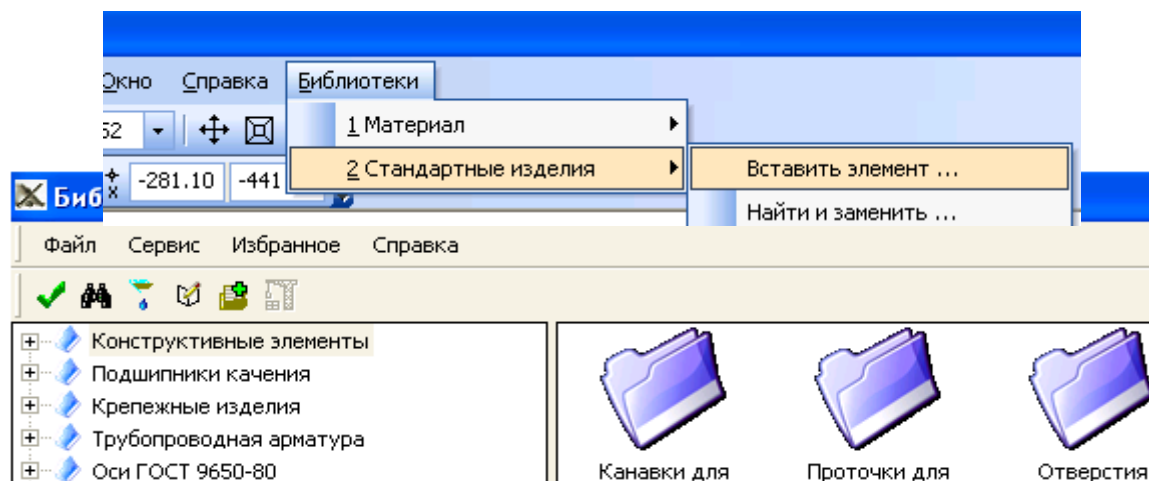 Окно Справка Библиотеки
52
1 Материал
2 Стандартные изделия
Вставить элемент ...
-281.10 -441
Найти и заменить ...
Биб
Файл Сервис Избранное Справка
Конструктивные элементы
Подшипники качения
Крепежные изделия
Трубопроводная арматура
Оси ГОСТ 9650-80
Канавки для
Проточки для
Отверстия